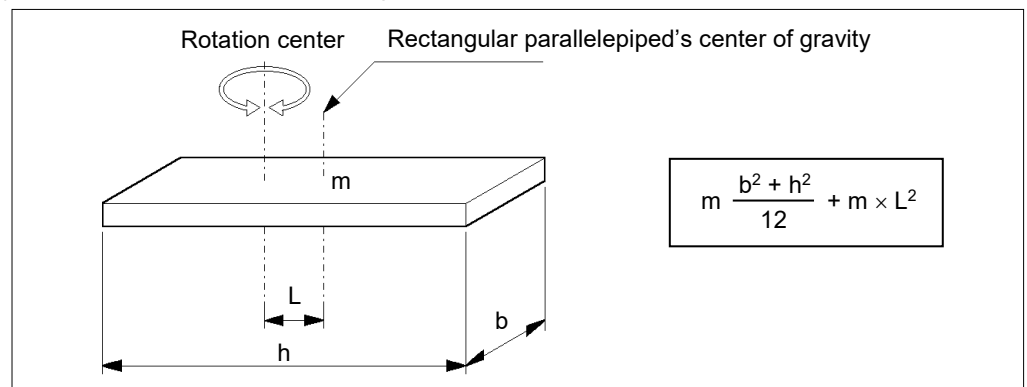 Rotation center
Rectangular parallelepiped's center of gravity
m
m b² + h² / 12 + m × L²
L
b
h